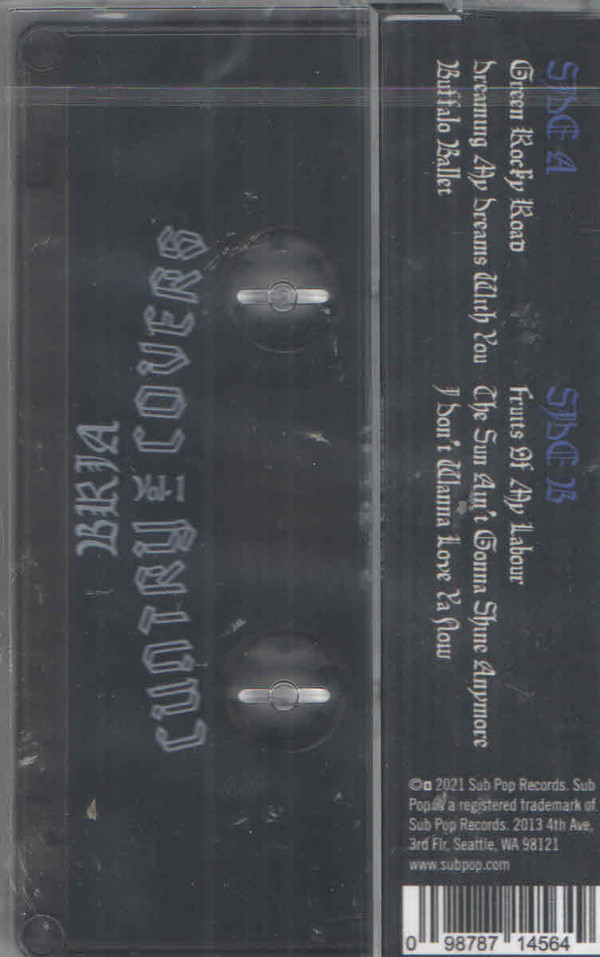 SIDE A
Green Rocky Road
Dreaming My Dreams With You
Buffalo Ballet
SIDE B
Fruits Of My Labour
The Sun Ain't Gonna Shine Anymore
I Don't Wanna Love Ya Now
BRIA
CUNTRY COVERS
©℗ 2021 Sub Pop Records. Sub
Pop is a registered trademark of
Sub Pop Records. 2013 4th Ave,
3rd Flr, Seattle, WA 98121
www.subpop.com
0 98787 14564